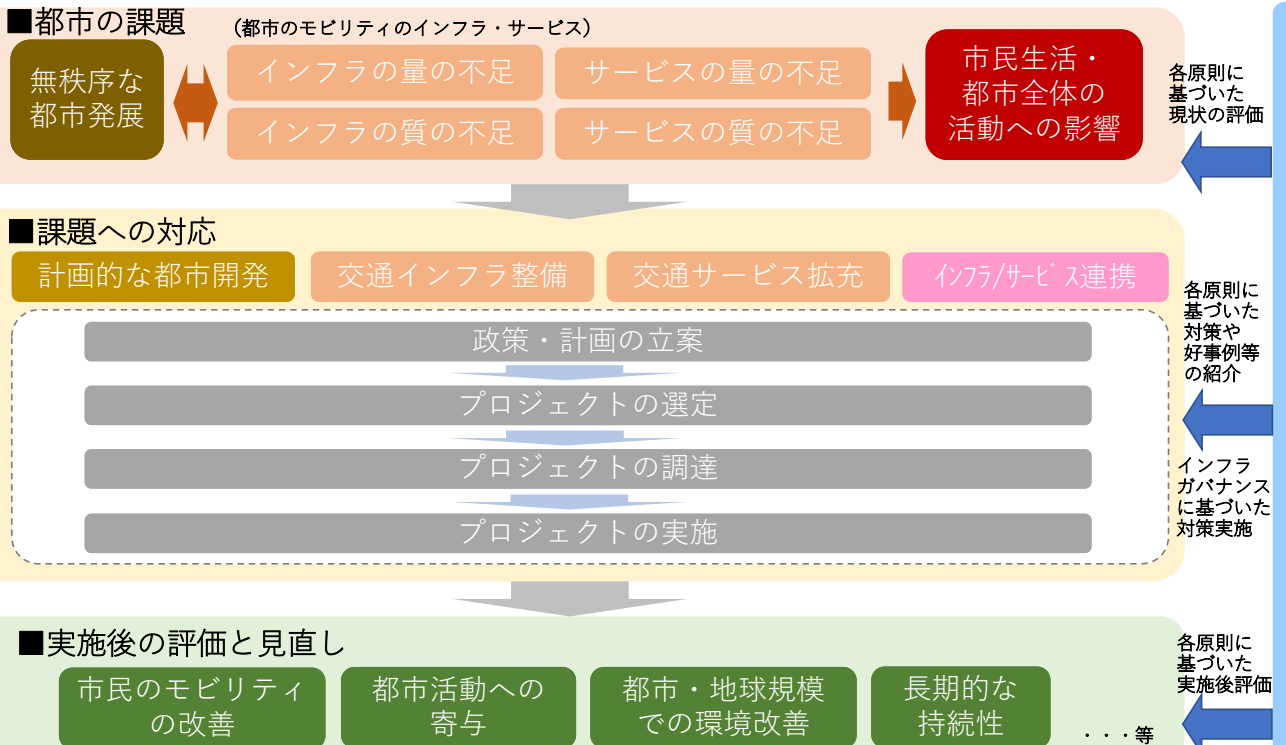 ■都市の課題
(都市のモビリティのインフラ・サービス)
無秩序な
都市発展
インフラの量の不足
サービスの量の不足
インフラの質の不足
サービスの質の不足
市民生活・
都市全体の
活動への影響
各原則に
基づいた
現状の評価
■課題への対応
計画的な都市開発
交通インフラ整備
交通サービス拡充
ｲﾝﾌﾗ/ｻｰﾋﾞｽ連携
政策・計画の立案
プロジェクトの選定
プロジェクトの調達
プロジェクトの実施
各原則に
基づいた
対策や
好事例等
の紹介
インフラ
ガバナンス
に基づいた
対策実施
■実施後の評価と見直し
市民のモビリティ
の改善
都市活動への
寄与
都市・地球規模
での環境改善
長期的な
持続性
・・・等
各原則に
基づいた
実施後評価